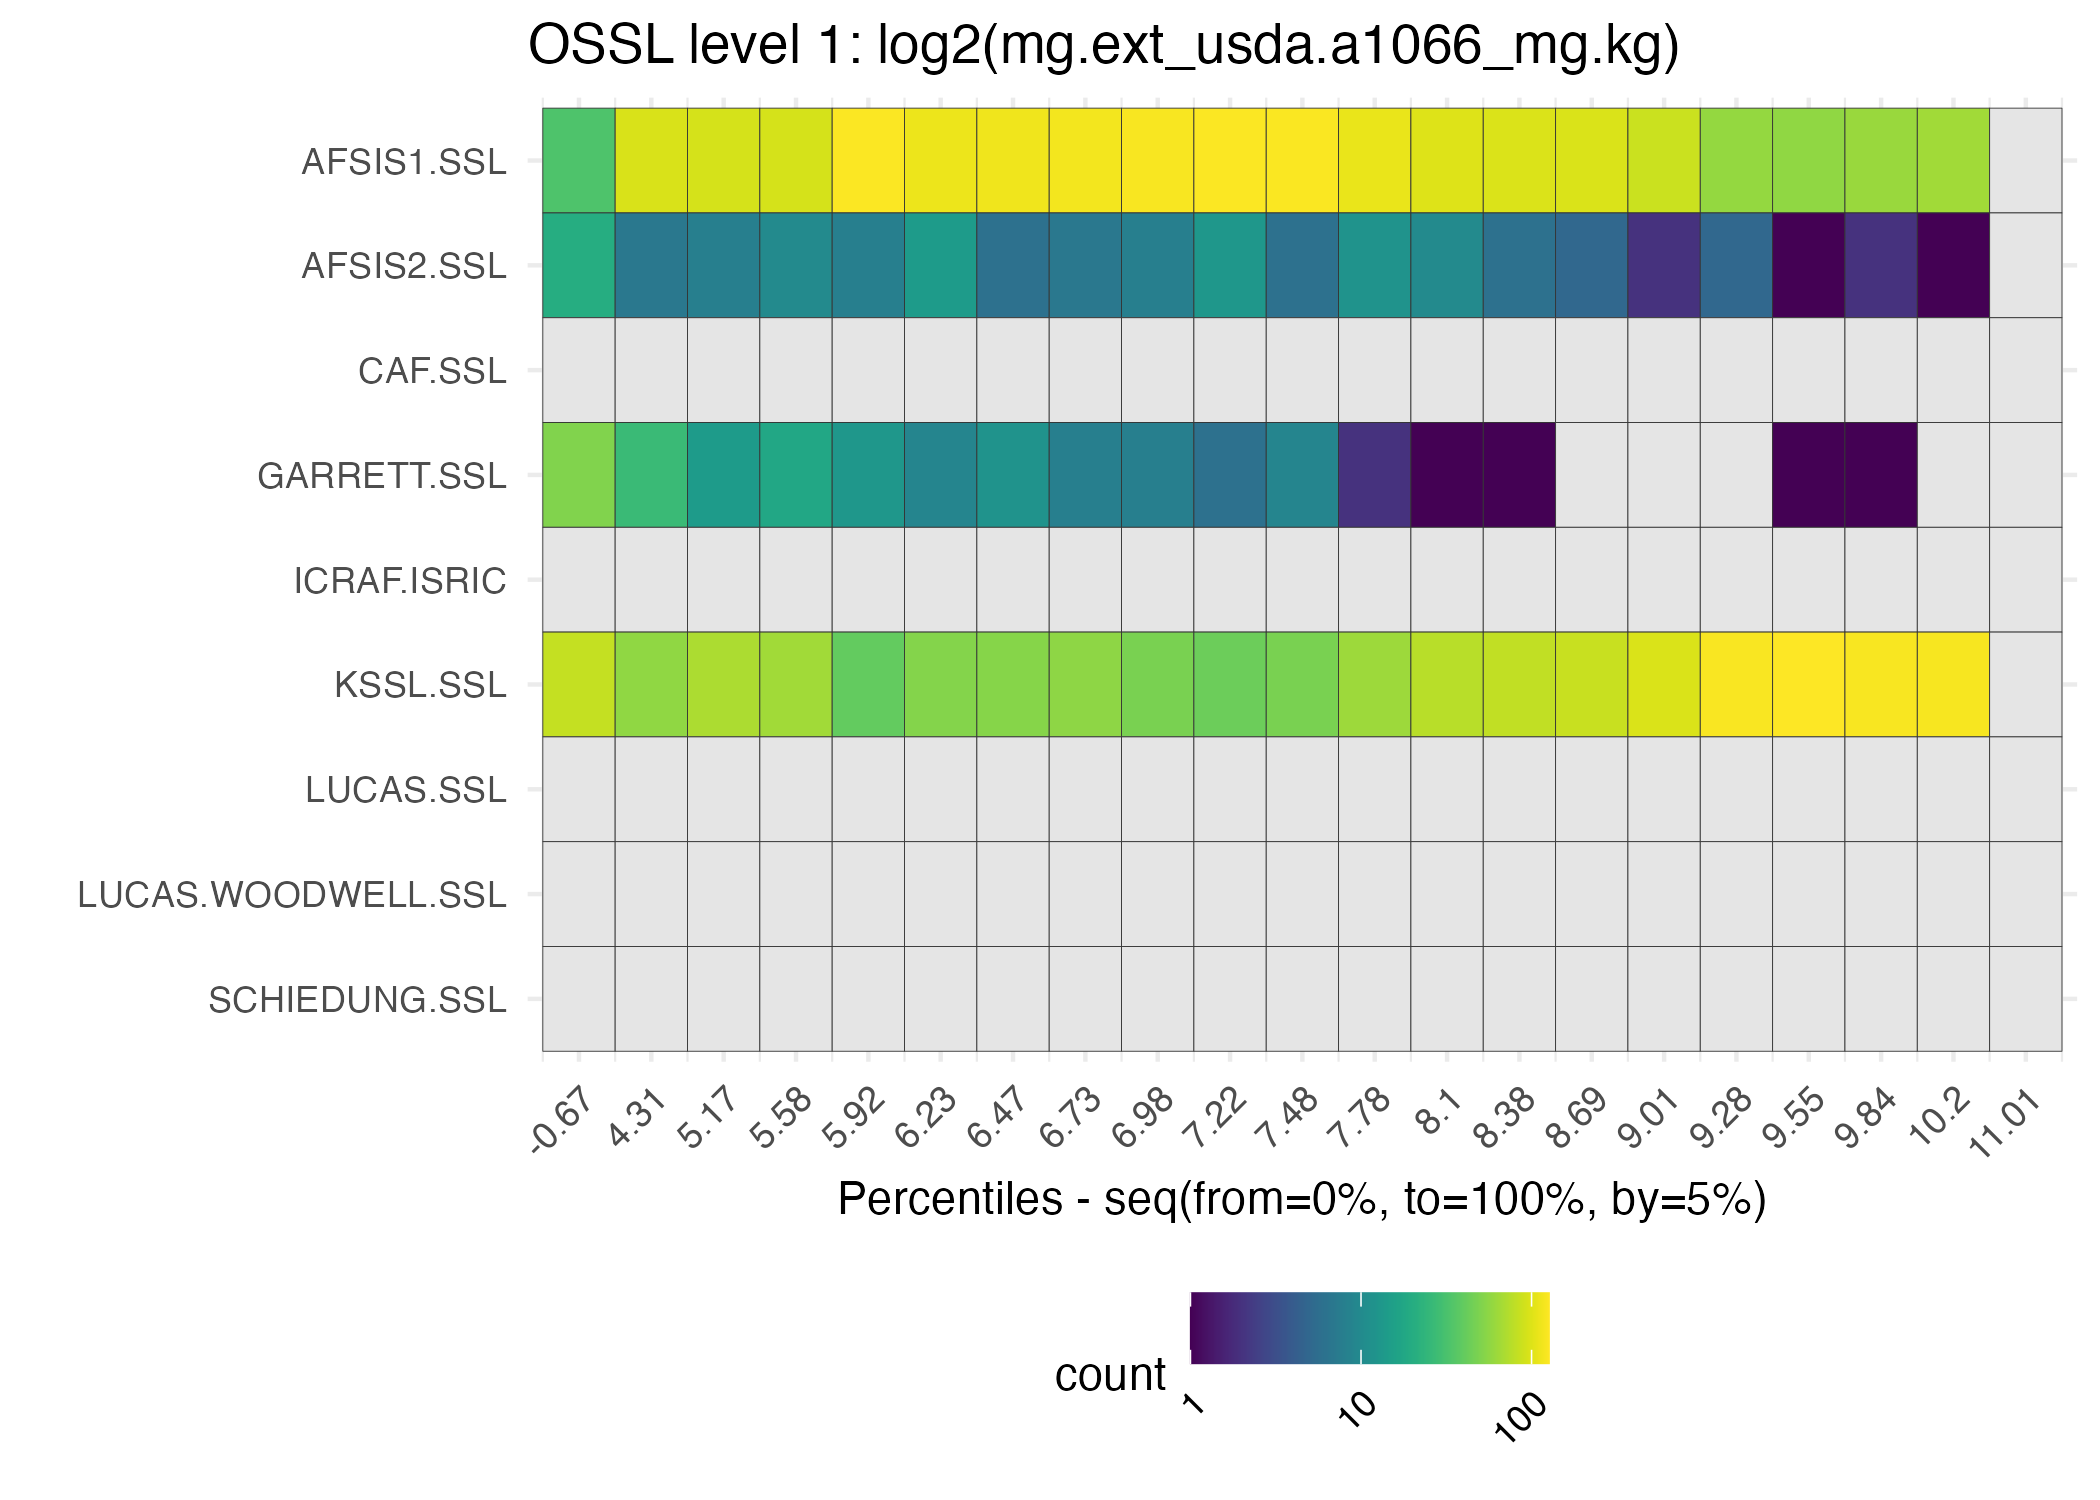 OSSL level 1: log2(mg.ext_usda.a1066_mg.kg)
AFSIS1.SSL
AFSIS2.SSL
CAF.SSL
GARRETT.SSL
ICRAF.ISRIC
KSSL.SSL
LUCAS.SSL
LUCAS.WOODWELL.SSL
SCHIEDUNG.SSL
-0.67 4.31 5.17 5.58 5.92 6.23 6.47 6.73 6.98 7.22 7.48 7.78 8.1 8.38 8.69 9.01 9.28 9.55 9.84 10.2 11.01
Percentiles - seq(from=0%, to=100%, by=5%)
count
1 10 100